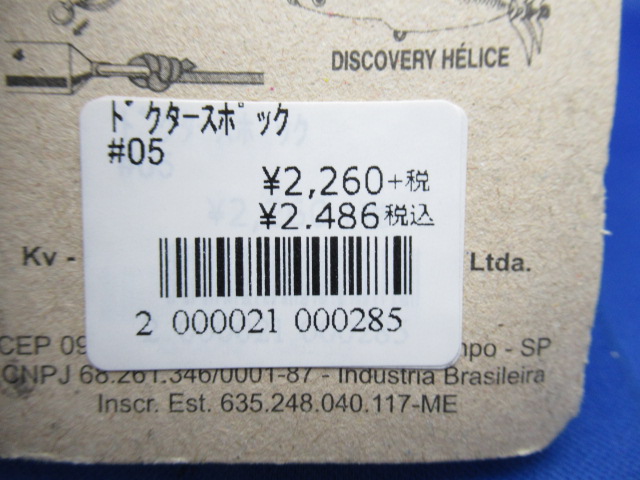 4
DISCOVERY HÉLICE
ﾄﾞｸﾀｰｽﾎﾟｯｸ
#05
¥2,260+税
¥2,486税込
Kv - Ltda.
2 000021 000285
CEP 09 mpo - SP
CNPJ 68.261.346/0001-87 - Indústria Brasileira
Inscr. Est. 635.248.040.117-ME